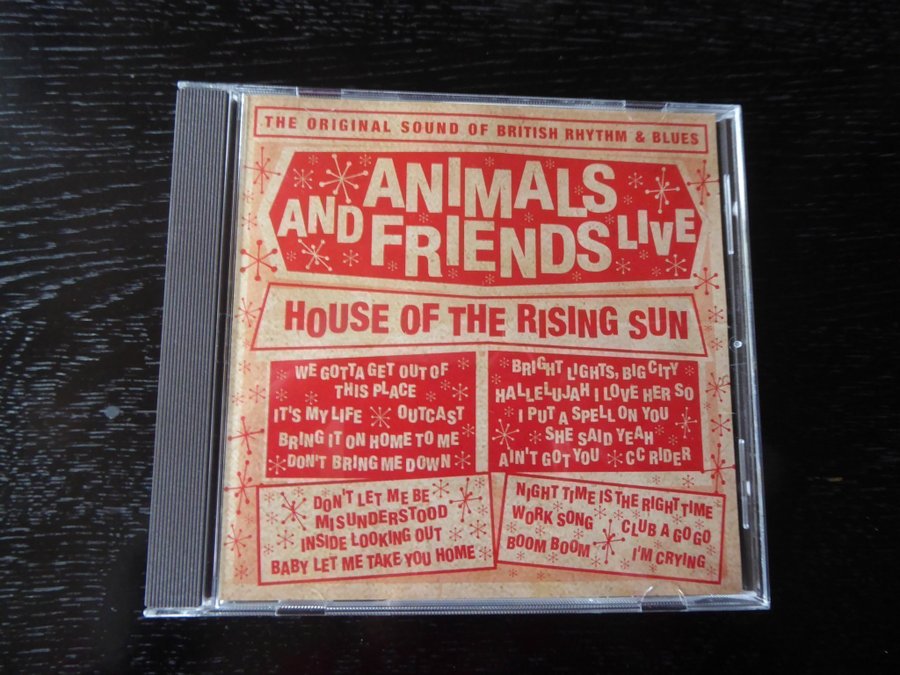 THE ORIGINAL SOUND OF BRITISH RHYTHM & BLUES
ANIMALS
AND FRIENDS LIVE
HOUSE OF THE RISING SUN
WE GOTTA GET OUT OF
THIS PLACE
IT'S MY LIFE OUTCAST
BRING IT ON HOME TO ME
DON'T BRING ME DOWN
BRIGHT LIGHTS, BIG CITY
HALLELUJAH I LOVE HER SO
I PUT A SPELL ON YOU
SHE SAID YEAH
AIN'T GOT YOU CC RIDER
DON'T LET ME BE
MISUNDERSTOOD
INSIDE LOOKING OUT
BABY LET ME TAKE YOU HOME
NIGHT TIME IS THE RIGHT TIME
WORK SONG CLUB A GO GO
BOOM BOOM I'M CRYING